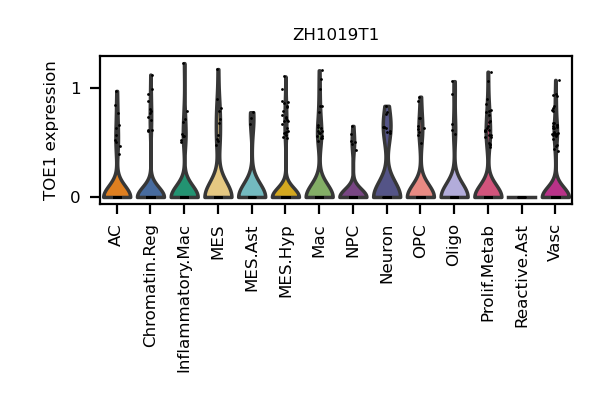 ZH1019T1
TOE1 expression
1
0
AC
Chromatin.Reg
Inflammatory.Mac
MES
MES.Ast
MES.Hyp
Mac
NPC
Neuron
OPC
Oligo
Prolif.Metab
Reactive.Ast
Vasc